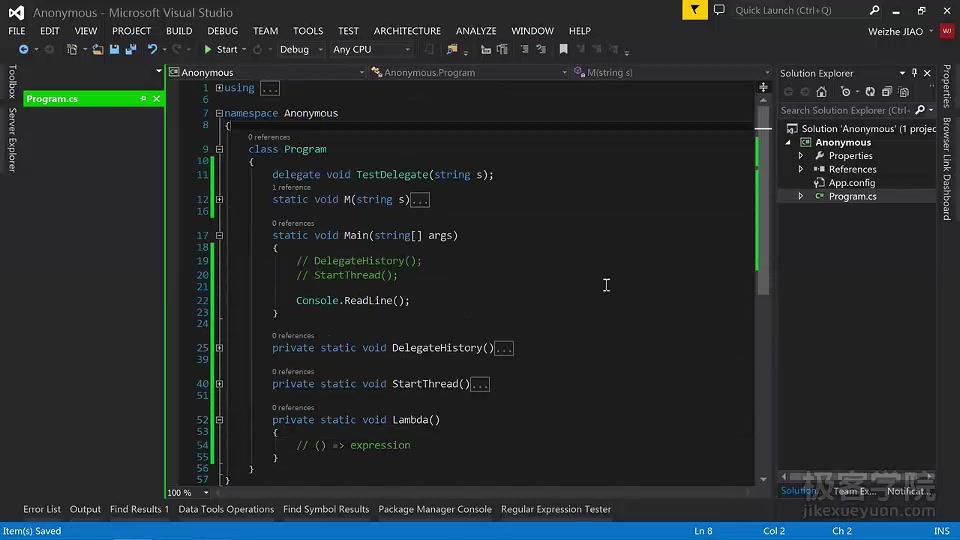 Anonymous - Microsoft Visual Studio
Quick Launch (Ctrl+Q)
FILE EDIT VIEW PROJECT BUILD DEBUG TEAM TOOLS TEST ARCHITECTURE ANALYZE WINDOW HELP
Weizhe JIAO WJ
Start Debug Any CPU
Toolbox
Server Explorer
Program.cs
Anonymous Anonymous.Program M(string s)
1 using ...
6
7 namespace Anonymous
8 {
0 references
9 class Program
10 {
11 delegate void TestDelegate(string s);
1 reference
12 static void M(string s)...
16
0 references
17 static void Main(string[] args)
18 {
19 // DelegateHistory();
20 // StartThread();
22 Console.ReadLine();
23 }
24
0 references
25 private static void DelegateHistory()...
39
0 references
40 private static void StartThread()...
51
0 references
52 private static void Lambda()
53 {
54 // () => expression
55 }
56 }
57 }
100 %
Solution Explorer
Search Solution Explorer (Ctrl+
Solution 'Anonymous' (1 projec
Anonymous
Properties
References
App.config
Program.cs
Solution... Team Ex... Notificat...
Properties
Browser Link Dashboard
极客学院
jikexueyuan.com
Error List Output Find Results 1 Data Tools Operations Find Symbol Results Package Manager Console Regular Expression Tester
Item(s) Saved Ln 8 Col 2 Ch 2 INS